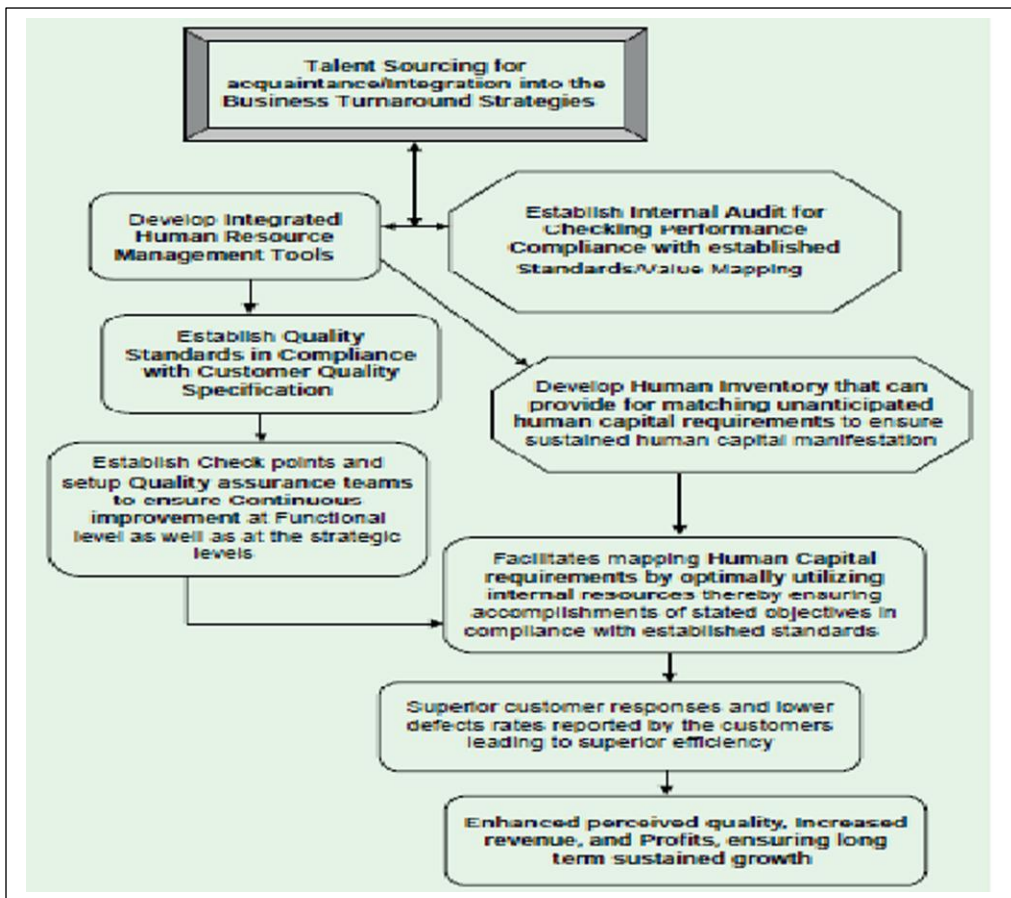 Talent Sourcing for
acquaintance/Integration into the
Business Turnaround Strategies
Develop Integrated
Human Resource
Management Tools
Establish Internal Audit for
Checking Performance
Compliance with established
Standards/Value Mapping
Establish Quality
Standards in Compliance
with Customer Quality
Specification
Develop Human Inventory that can
provide for matching unanticipated
human capital requirements to ensure
sustained human capital manifestation
Establish Check points and
setup Quality assurance teams
to ensure Continuous
improvement at Functional
level as well as at the strategic
levels
Facilitates mapping Human Capital
requirements by optimally utilizing
internal resources thereby ensuring
accomplishments of stated objectives in
compliance with established standards
Superior customer responses and lower
defects rates reported by the customers
leading to superior efficiency
Enhanced perceived quality, Increased
revenue, and Profits, ensuring long
term sustained growth